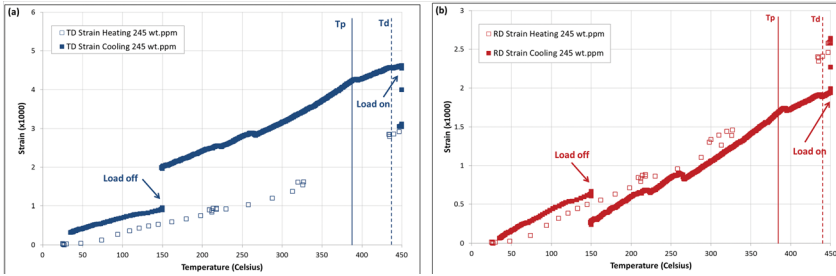 (a)
TD Strain Heating 245 wt.ppm
TD Strain Cooling 245 wt.ppm
Tp
Td
Load on
Load off
Strain (x1000)
6
5
4
3
2
1
0
0 50 100 150 200 250 300 350 400 450
Temperature (Celsius)
(b)
RD Strain Heating 245 wt.ppm
RD Strain Cooling 245 wt.ppm
Tp
Td
Load on
Load off
Strain (x1000)
3
2.5
2
1.5
1
0.5
0
0 50 100 150 200 250 300 350 400 450
Temperature (Celsius)